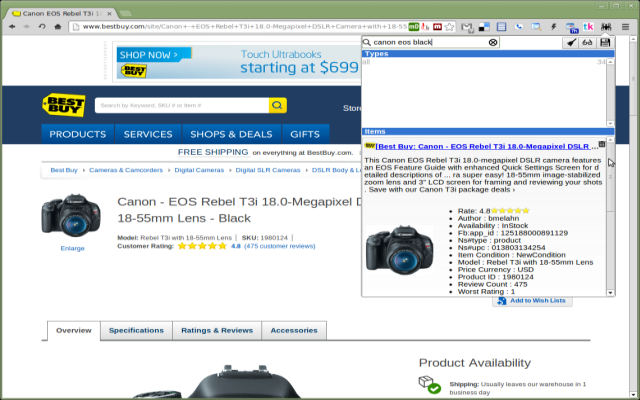 Canon EOS Rebel T3i 1
www.bestbuy.com/site/Canon+-+EOS+Rebel+T3i+18.0-Megapixel+DSLR+Camera+with+18-55
canon eos black
Types
all 34
SHOP NOW >
BEST BUY
Touch Ultrabooks
starting at $699
BEST BUY
Search by Keyword, SKU # or Item #
Store
PRODUCTS SERVICES SHOPS & DEALS GIFTS
FREE SHIPPING on everything at BestBuy.com.
Best Buy › Cameras & Camcorders › Digital Cameras › Digital SLR Cameras › DSLR Body & L
Items
[Best Buy: Canon - EOS Rebel T3i 18.0-Megapixel DSLR ...
This Canon EOS Rebel T3i 18.0-megapixel DSLR camera features
an EOS Feature Guide with enhanced Quick Settings Screen for d
etailed descriptions of ... ra super easy! 18-55mm image-stabilized
zoom lens and 3" LCD screen for framing and reviewing your shots
. Save with our Canon T3i package deals ›
Rate: 4.8
Author : bmelahn
Availability : InStock
Fb:app_id : 125188000891129
Ns#type : product
Ns#upc : 013803134254
Item Condition : NewCondition
Model : Rebel T3i with 18-55mm Lens
Price Currency : USD
Product ID : 1980124
Review Count : 475
Worst Rating : 1
Canon - EOS Rebel T3i 18.0-Megapixel D
18-55mm Lens - Black
Enlarge
Model: Rebel T3i with 18-55mm Lens | SKU: 1980124 |
Customer Rating: 4.8 (475 customer reviews)
Add to Wish Lists
Overview Specifications Ratings & Reviews Accessories
Product Availability
Shipping: Usually leaves our warehouse in 1
business day